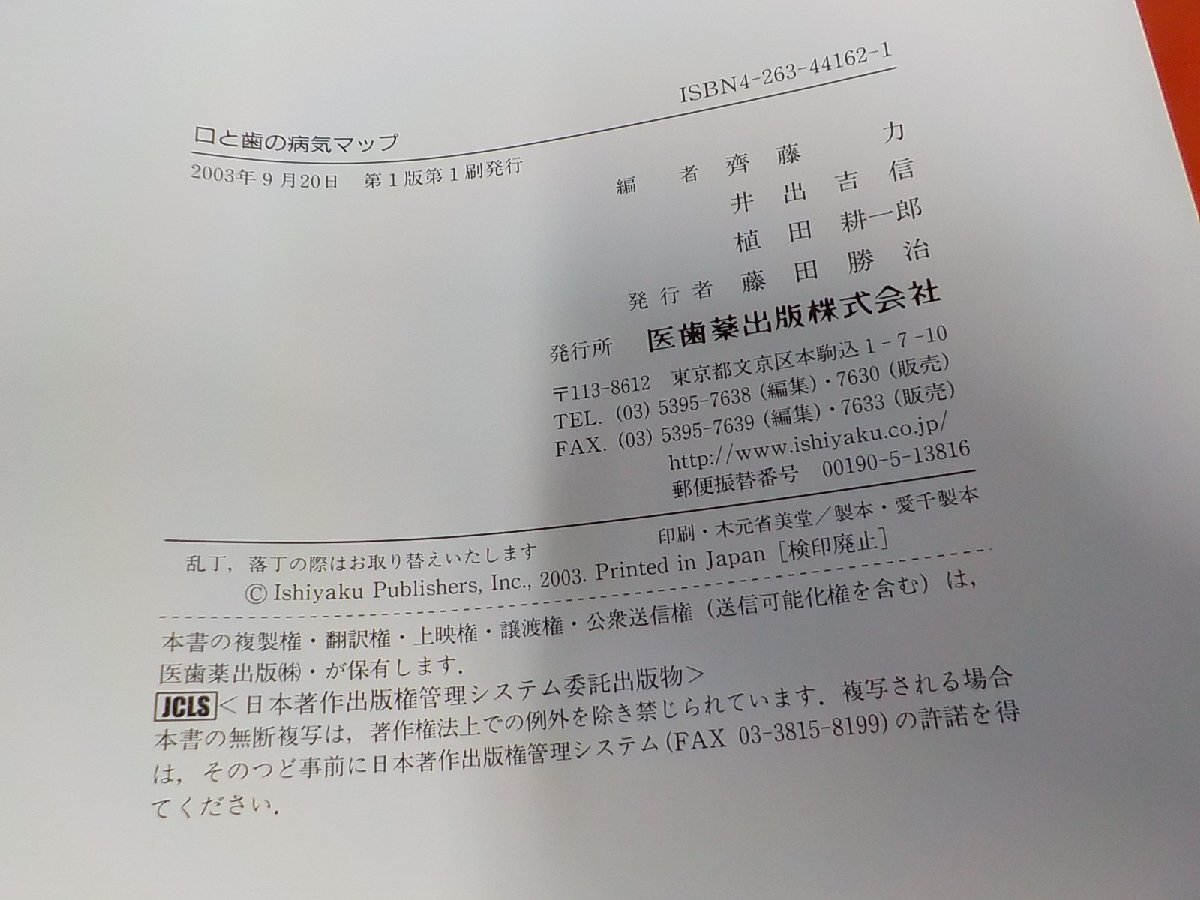 口と歯の病気マップ
ISBN4-263-44162-1
2003年9月20日 第1版第1刷発行
編 者 齊 藤 力
井 出 吉 信
植 田 耕一郎
発行者 藤 田 勝 治
発行所 医歯薬出版株式会社
〒113-8612 東京都文京区本駒込1-7-10
TEL. (03) 5395-7638 (編集)・7630 (販売)
FAX. (03) 5395-7639 (編集)・7633 (販売)
http://www.ishiyaku.co.jp/
郵便振替番号 00190-5-13816
乱丁，落丁の際はお取り替えいたします
印刷・木元省美堂／製本・愛千製本
© Ishiyaku Publishers, Inc., 2003. Printed in Japan［検印廃止］
本書の複製権・翻訳権・上映権・譲渡権・公衆送信権（送信可能化権を含む）は，
医歯薬出版㈱・が保有します．
JCLS＜日本著作出版権管理システム委託出版物＞
本書の無断複写は，著作権法上での例外を除き禁じられています．複写される場合
は，そのつど事前に日本著作出版権管理システム(FAX 03-3815-8199)の許諾を得
てください．